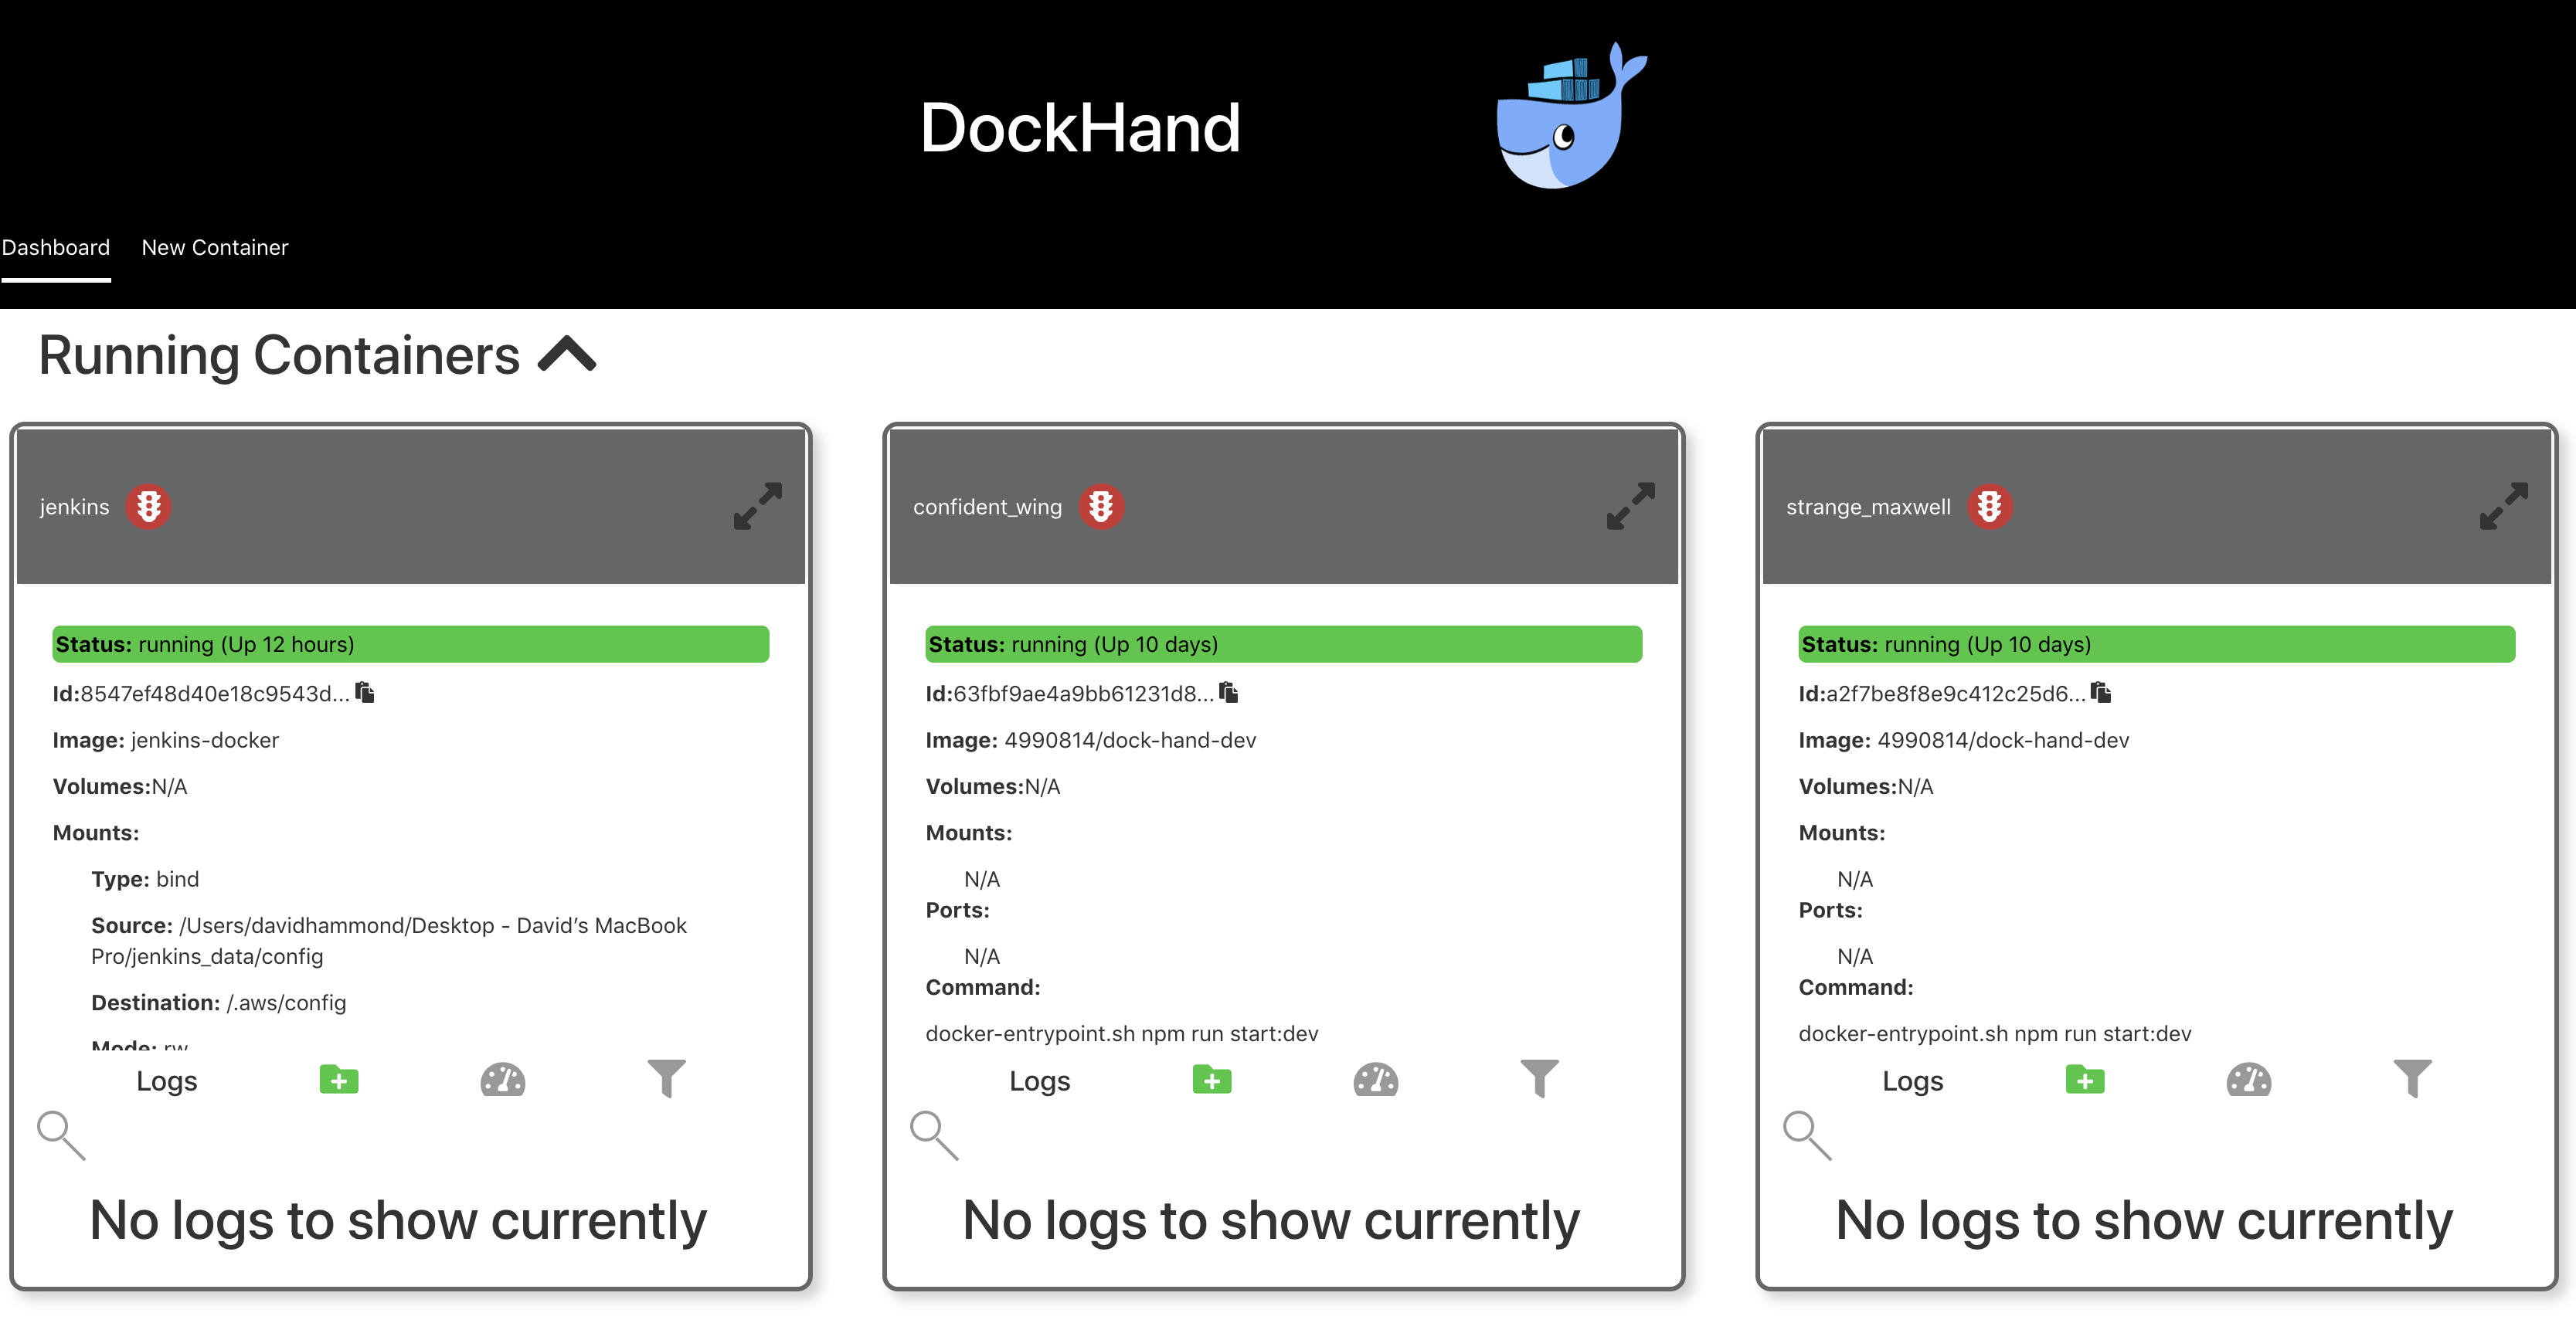 DockHand
Dashboard
New Container
Running Containers
jenkins
Status: running (Up 12 hours)
Id:8547ef48d40e18c9543d...
Image: jenkins-docker
Volumes:N/A
Mounts:
Type: bind
Source: /Users/davidhammond/Desktop - David’s MacBook
Pro/jenkins_data/config
Destination: /.aws/config
Mode: rw
Logs
No logs to show currently
confident_wing
Status: running (Up 10 days)
Id:63fbf9ae4a9bb61231d8...
Image: 4990814/dock-hand-dev
Volumes:N/A
Mounts:
N/A
Ports:
N/A
Command:
docker-entrypoint.sh npm run start:dev
Logs
No logs to show currently
strange_maxwell
Status: running (Up 10 days)
Id:a2f7be8f8e9c412c25d6...
Image: 4990814/dock-hand-dev
Volumes:N/A
Mounts:
N/A
Ports:
N/A
Command:
docker-entrypoint.sh npm run start:dev
Logs
No logs to show currently